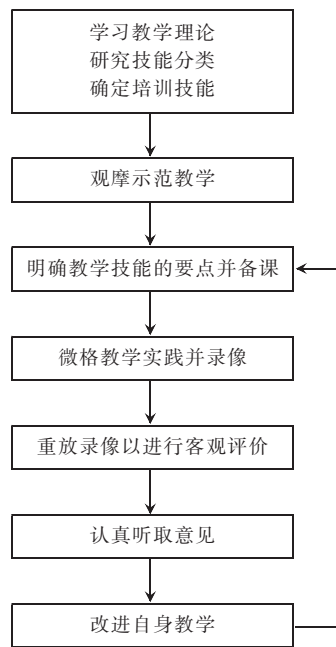 学习教学理论
研究技能分类
确定培训技能
观摩示范教学
明确教学技能的要点并备课
微格教学实践并录像
重放录像以进行客观评价
认真听取意见
改进自身教学